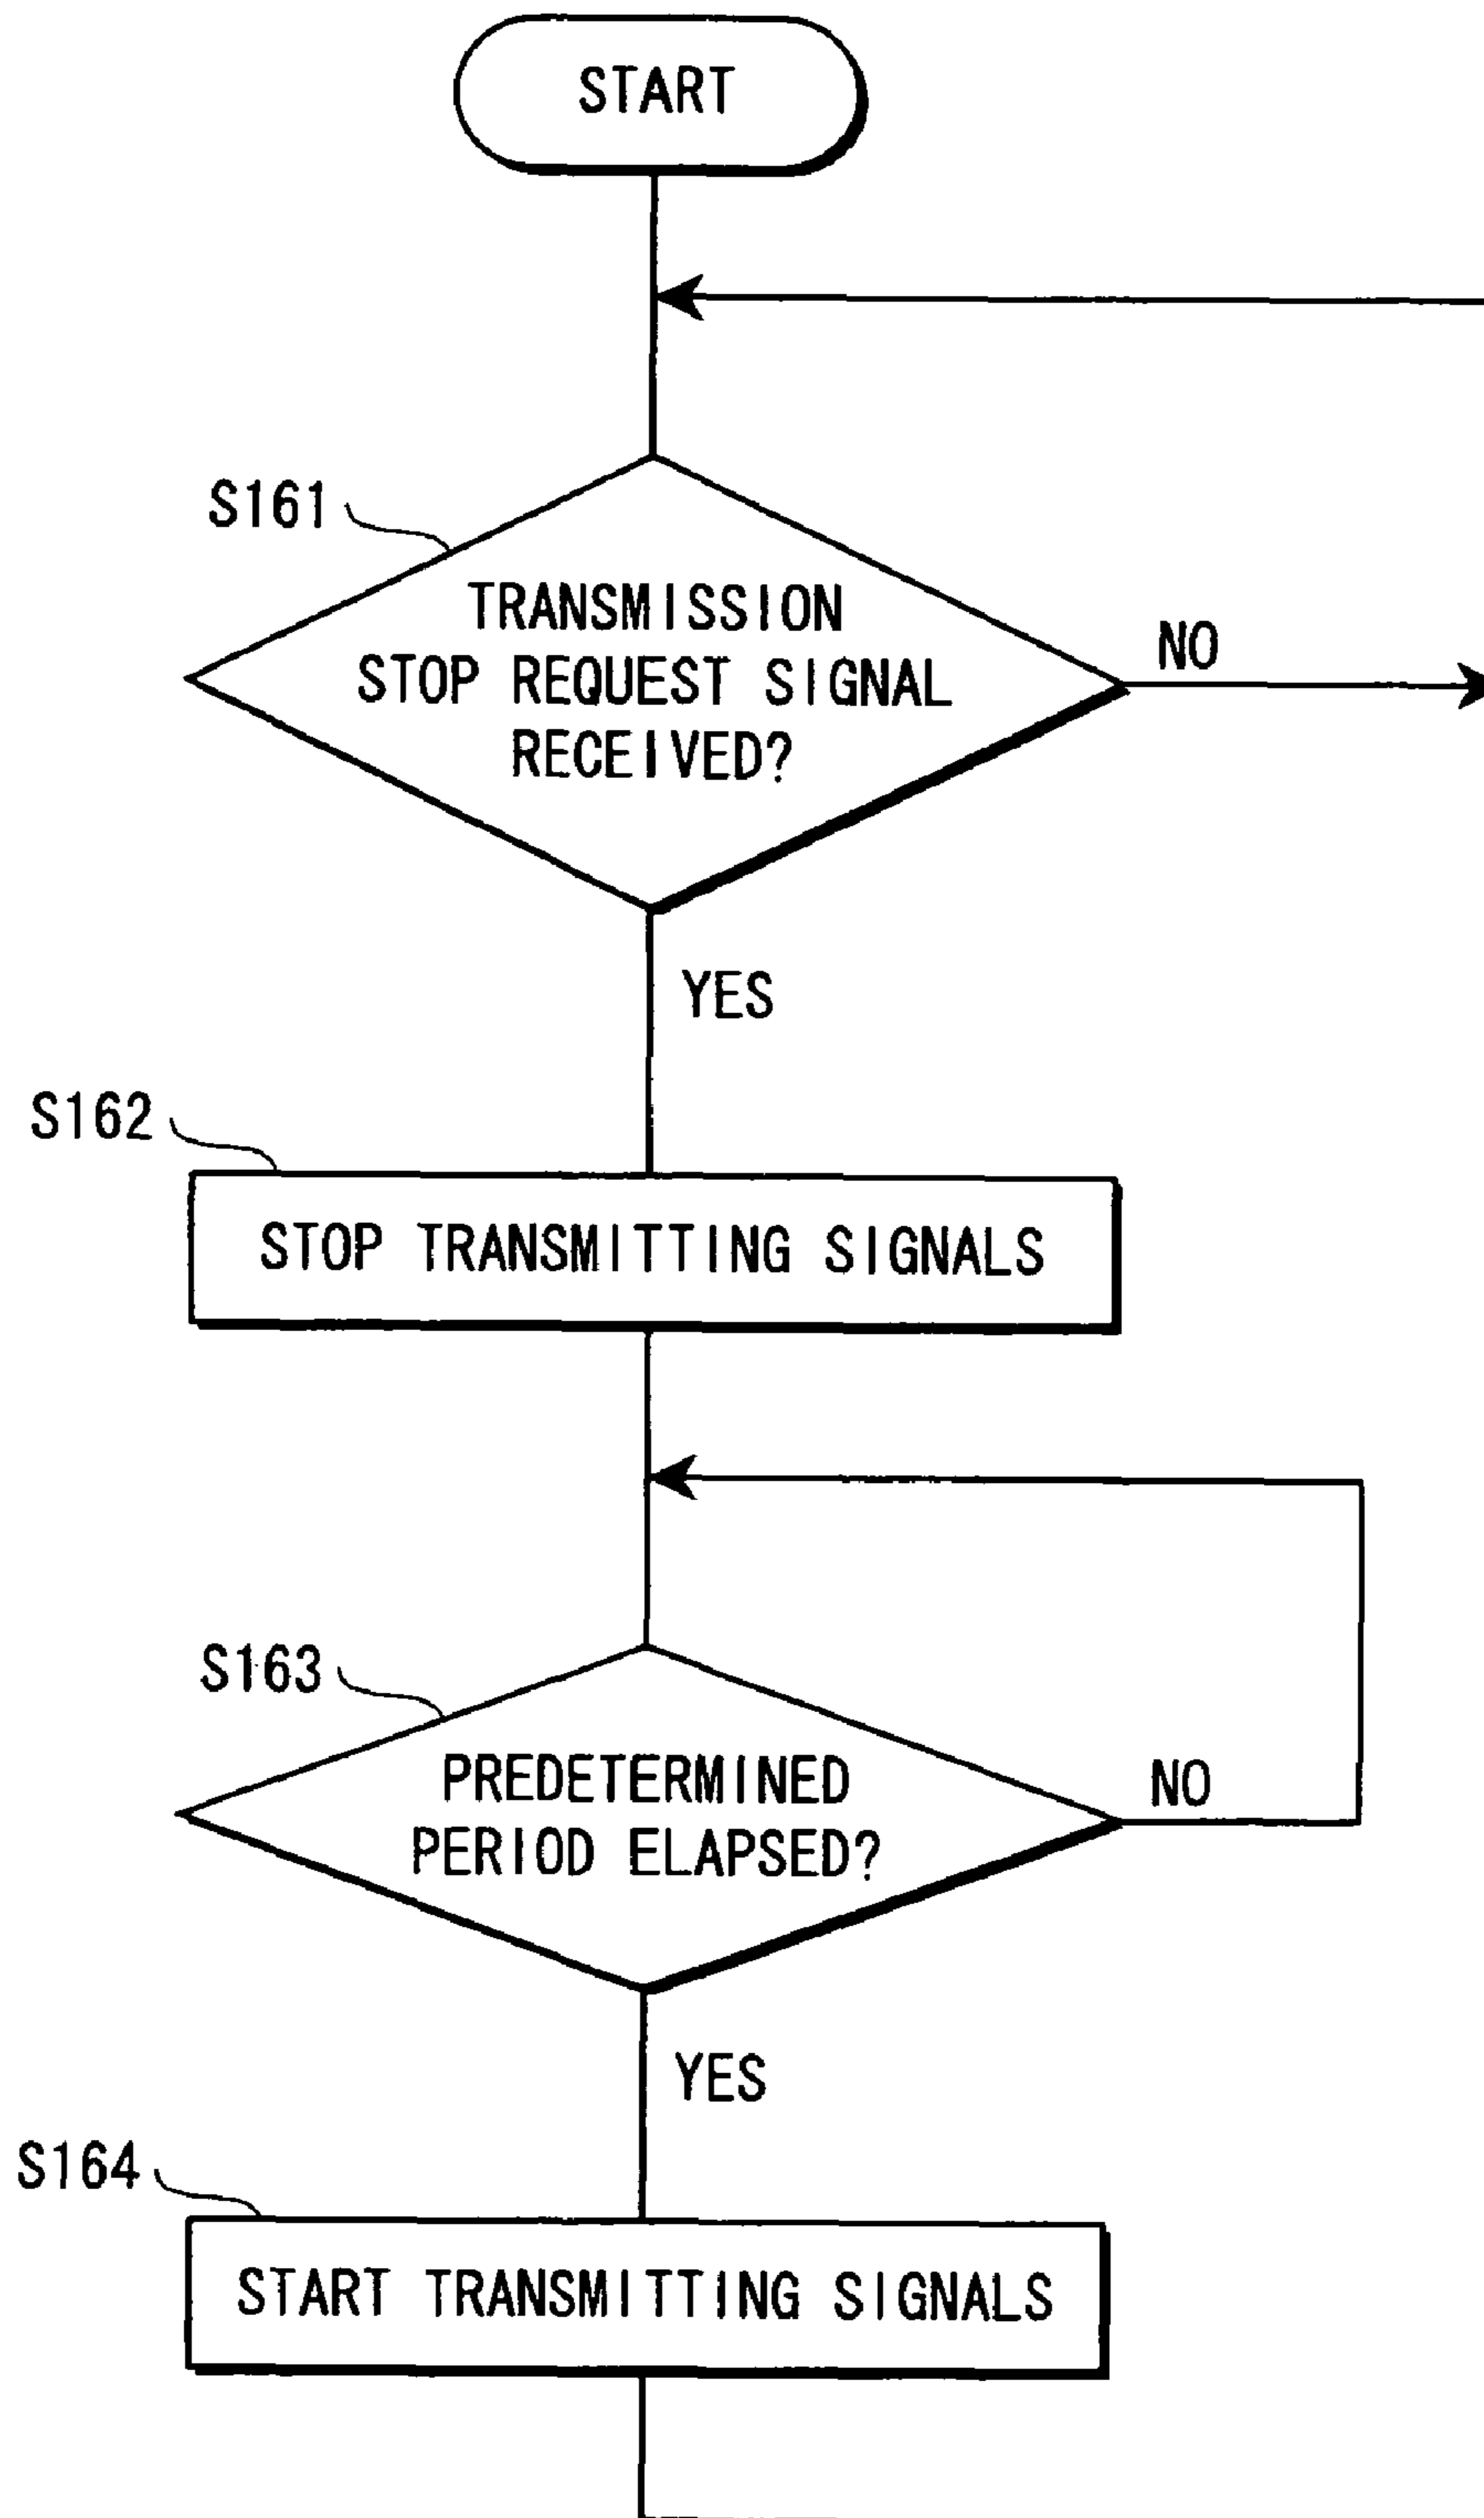 START
S161
TRANSMISSION
STOP REQUEST SIGNAL
RECEIVED?
NO
YES
S162
STOP TRANSMITTING SIGNALS
S163
PREDETERMINED
PERIOD ELAPSED?
NO
YES
S164
START TRANSMITTING SIGNALS